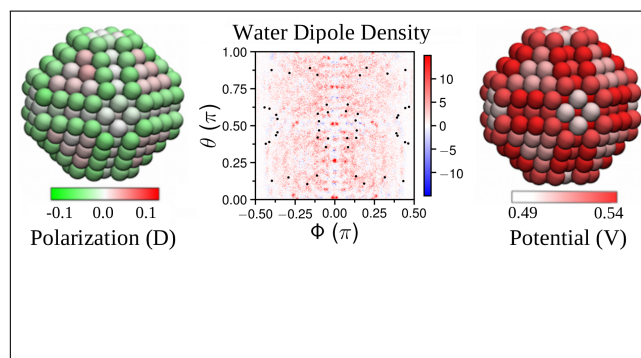 Water Dipole Density
1.00
0.75
0.50
0.25
0.00
θ (π)
−0.50 −0.25 0.00 0.25 0.50
Φ (π)
10
5
0
−5
−10
-0.1 0.0 0.1
Polarization (D)
0.49 0.54
Potential (V)